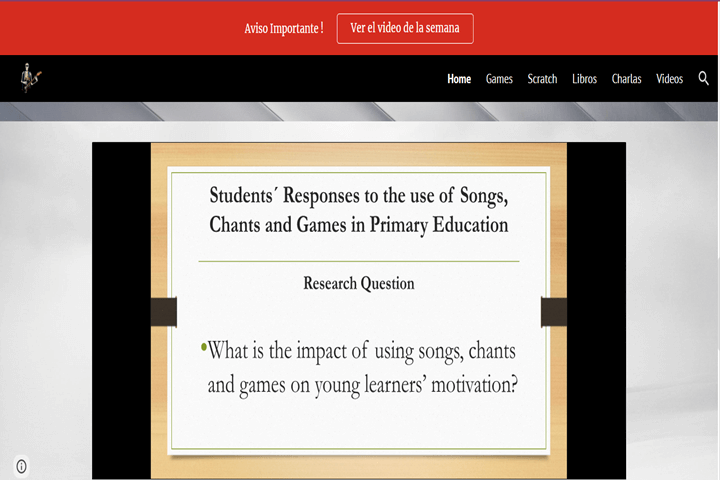 Aviso Importante !
Ver el video de la semana
Home Games Scratch Libros Charlas Videos
Students´ Responses to the use of Songs,
Chants and Games in Primary Education
Research Question
•What is the impact of using songs, chants
and games on young learners’ motivation?